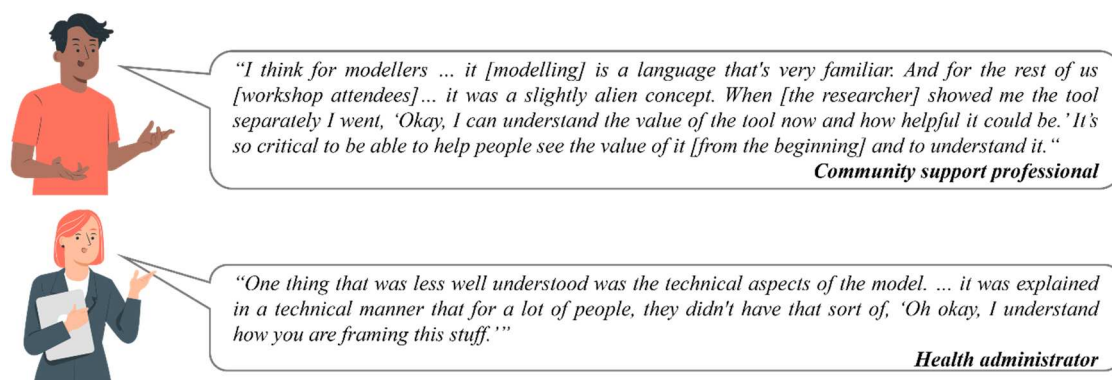 “I think for modellers … it [modelling] is a language that's very familiar. And for the rest of us
[workshop attendees]… it was a slightly alien concept. When [the researcher] showed me the tool
separately I went, ‘Okay, I can understand the value of the tool now and how helpful it could be.’ It’s
so critical to be able to help people see the value of it [from the beginning] and to understand it.“
Community support professional
“One thing that was less well understood was the technical aspects of the model. … it was explained
in a technical manner that for a lot of people, they didn't have that sort of, ‘Oh okay, I understand
how you are framing this stuff.’”
Health administrator